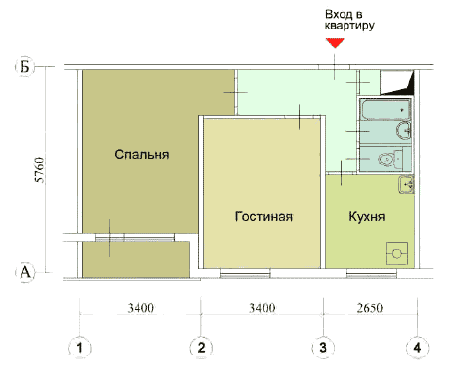 Вход в
квартиру
Б
Спальня
5760
Гостиная
Кухня
А
3400
3400
2650
1
2
3
4